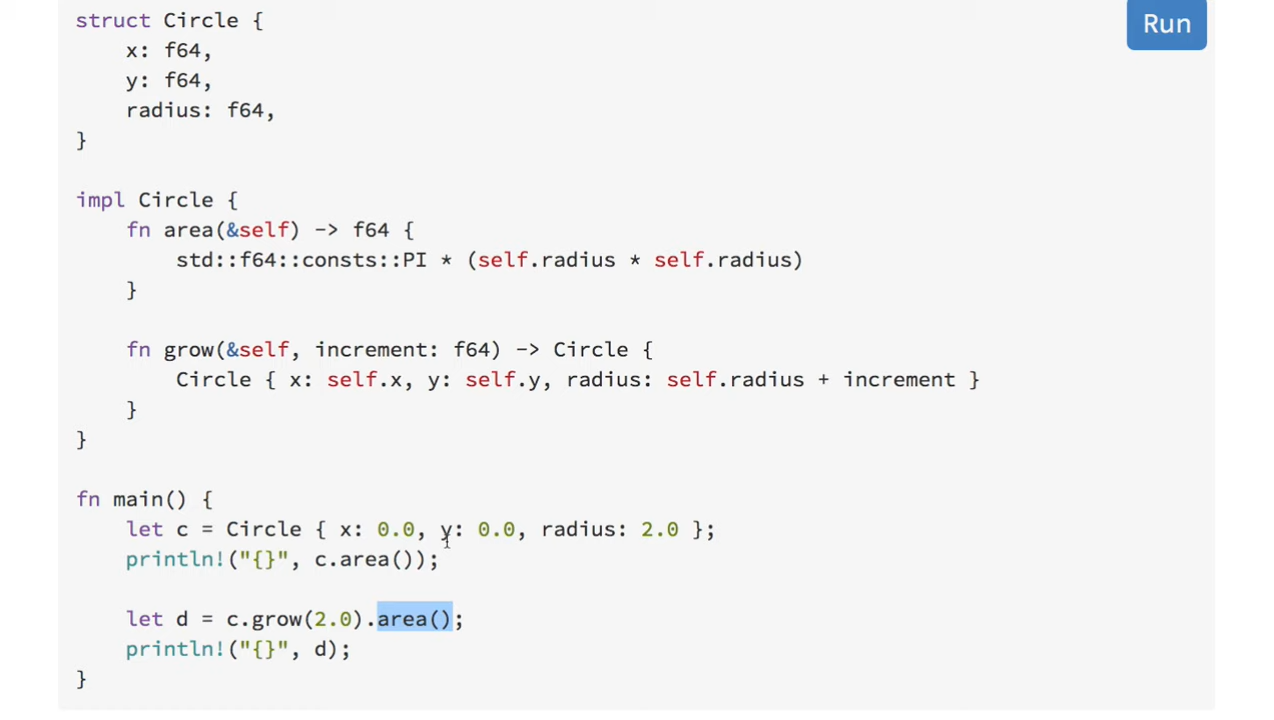 struct Circle {
    x: f64,
    y: f64,
    radius: f64,
}
Run
impl Circle {
    fn area(&self) -> f64 {
        std::f64::consts::PI * (self.radius * self.radius)
    }
    fn grow(&self, increment: f64) -> Circle {
        Circle { x: self.x, y: self.y, radius: self.radius + increment }
    }
}
fn main() {
    let c = Circle { x: 0.0, y: 0.0, radius: 2.0 };
    println!("{}", c.area());
    let d = c.grow(2.0).area();
    println!("{}", d);
}